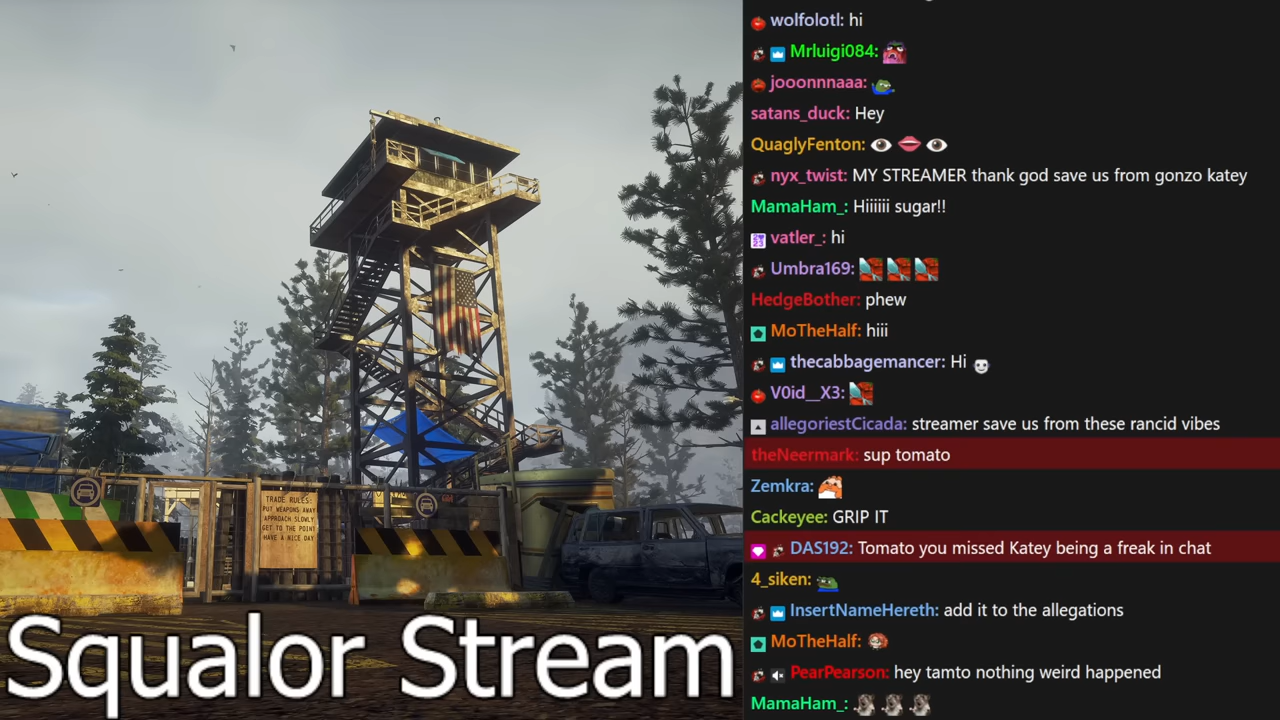 TRADE RULES:
PUT WEAPONS AWAY
APPROACH SLOWLY
GET TO THE POINT
HAVE A NICE DAY
Squalor Stream
wolfolotl: hi
Mrluigi084:
jooonnnaaa:
satans_duck: Hey
QuaglyFenton:
nyx_twist: MY STREAMER thank god save us from gonzo katey
MamaHam_: Hiiiiii sugar!!
vatler_: hi
Umbra169:
HedgeBother: phew
MoTheHalf: hiii
thecabbagemancer: Hi
V0id__X3:
allegoriestCicada: streamer save us from these rancid vibes
theNeermark: sup tomato
Zemkra:
Cackeyee: GRIP IT
DAS192: Tomato you missed Katey being a freak in chat
4_siken:
InsertNameHereth: add it to the allegations
MoTheHalf:
PearPearson: hey tamto nothing weird happened
MamaHam_: